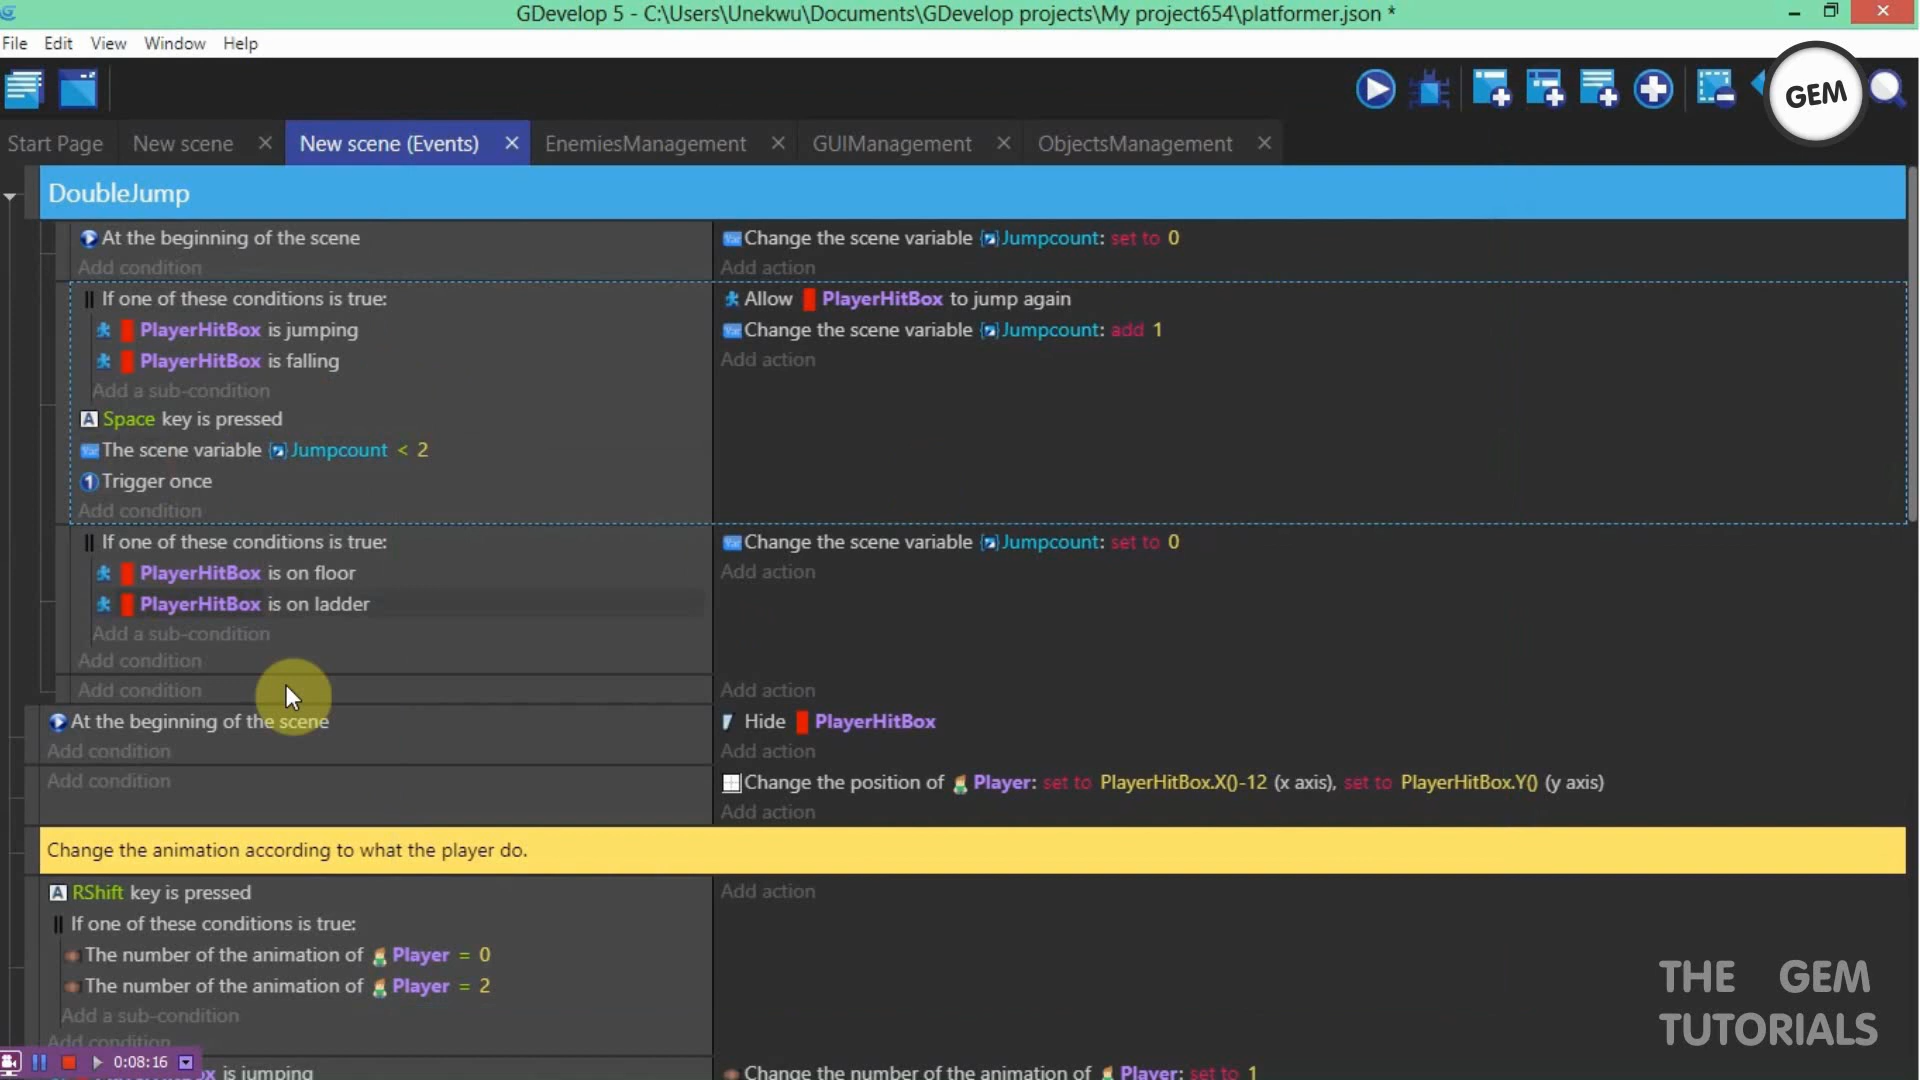 GDevelop 5 - C:\Users\Unekwu\Documents\GDevelop projects\My project654\platformer.json *
File Edit View Window Help
GEM
Start Page New scene New scene (Events) EnemiesManagement GUIManagement ObjectsManagement
DoubleJump
At the beginning of the scene
Change the scene variable Jumpcount: set to 0
Add condition
Add action
If one of these conditions is true:
Allow PlayerHitBox to jump again
PlayerHitBox is jumping
Change the scene variable Jumpcount: add 1
PlayerHitBox is falling
Add action
Add a sub-condition
A Space key is pressed
The scene variable Jumpcount < 2
1 Trigger once
Add condition
If one of these conditions is true:
Change the scene variable Jumpcount: set to 0
PlayerHitBox is on floor
Add action
PlayerHitBox is on ladder
Add a sub-condition
Add condition
Add condition
Add action
At the beginning of the scene
Hide PlayerHitBox
Add condition
Add action
Add condition
Change the position of Player: set to PlayerHitBox.X()-12 (x axis), set to PlayerHitBox.Y() (y axis)
Add action
Change the animation according to what the player do.
A RShift key is pressed
Add action
If one of these conditions is true:
The number of the animation of Player = 0
The number of the animation of Player = 2
Add a sub-condition
Add condition
THE GEM
TUTORIALS
0:08:16
is jumping
Change the number of the animation of Player: set to 1